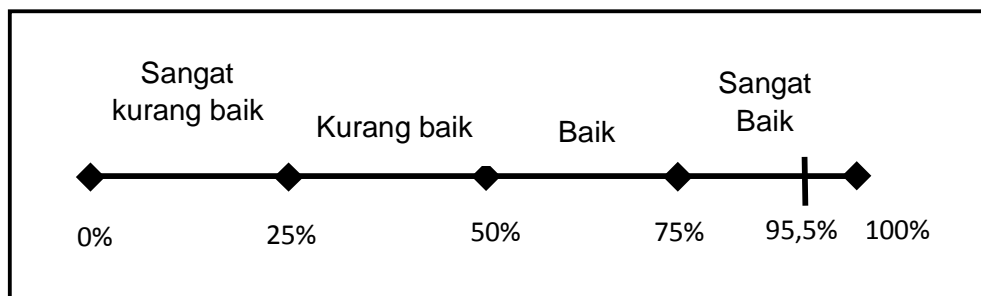 Sangat
kurang baik
Kurang baik
Baik
Sangat
Baik
0%
25%
50%
75%
95,5%
100%